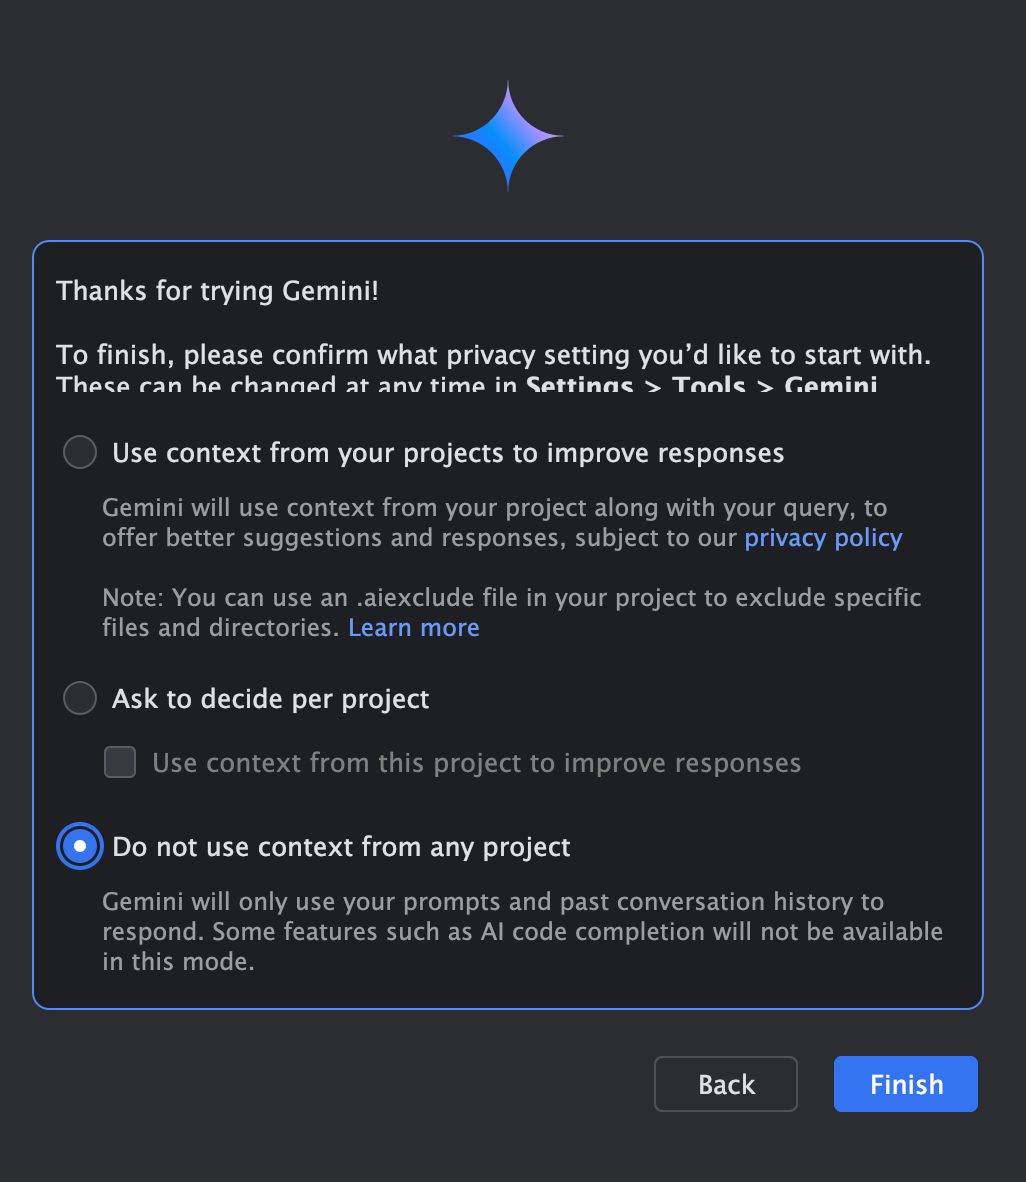 Thanks for trying Gemini!
To finish, please confirm what privacy setting you’d like to start with.
These can be changed at any time in Settings > Tools > Gemini
Use context from your projects to improve responses
Gemini will use context from your project along with your query, to
offer better suggestions and responses, subject to our privacy policy
Note: You can use an .aiexclude file in your project to exclude specific
files and directories. Learn more
Ask to decide per project
Use context from this project to improve responses
Do not use context from any project
Gemini will only use your prompts and past conversation history to
respond. Some features such as AI code completion will not be available
in this mode.
Back
Finish